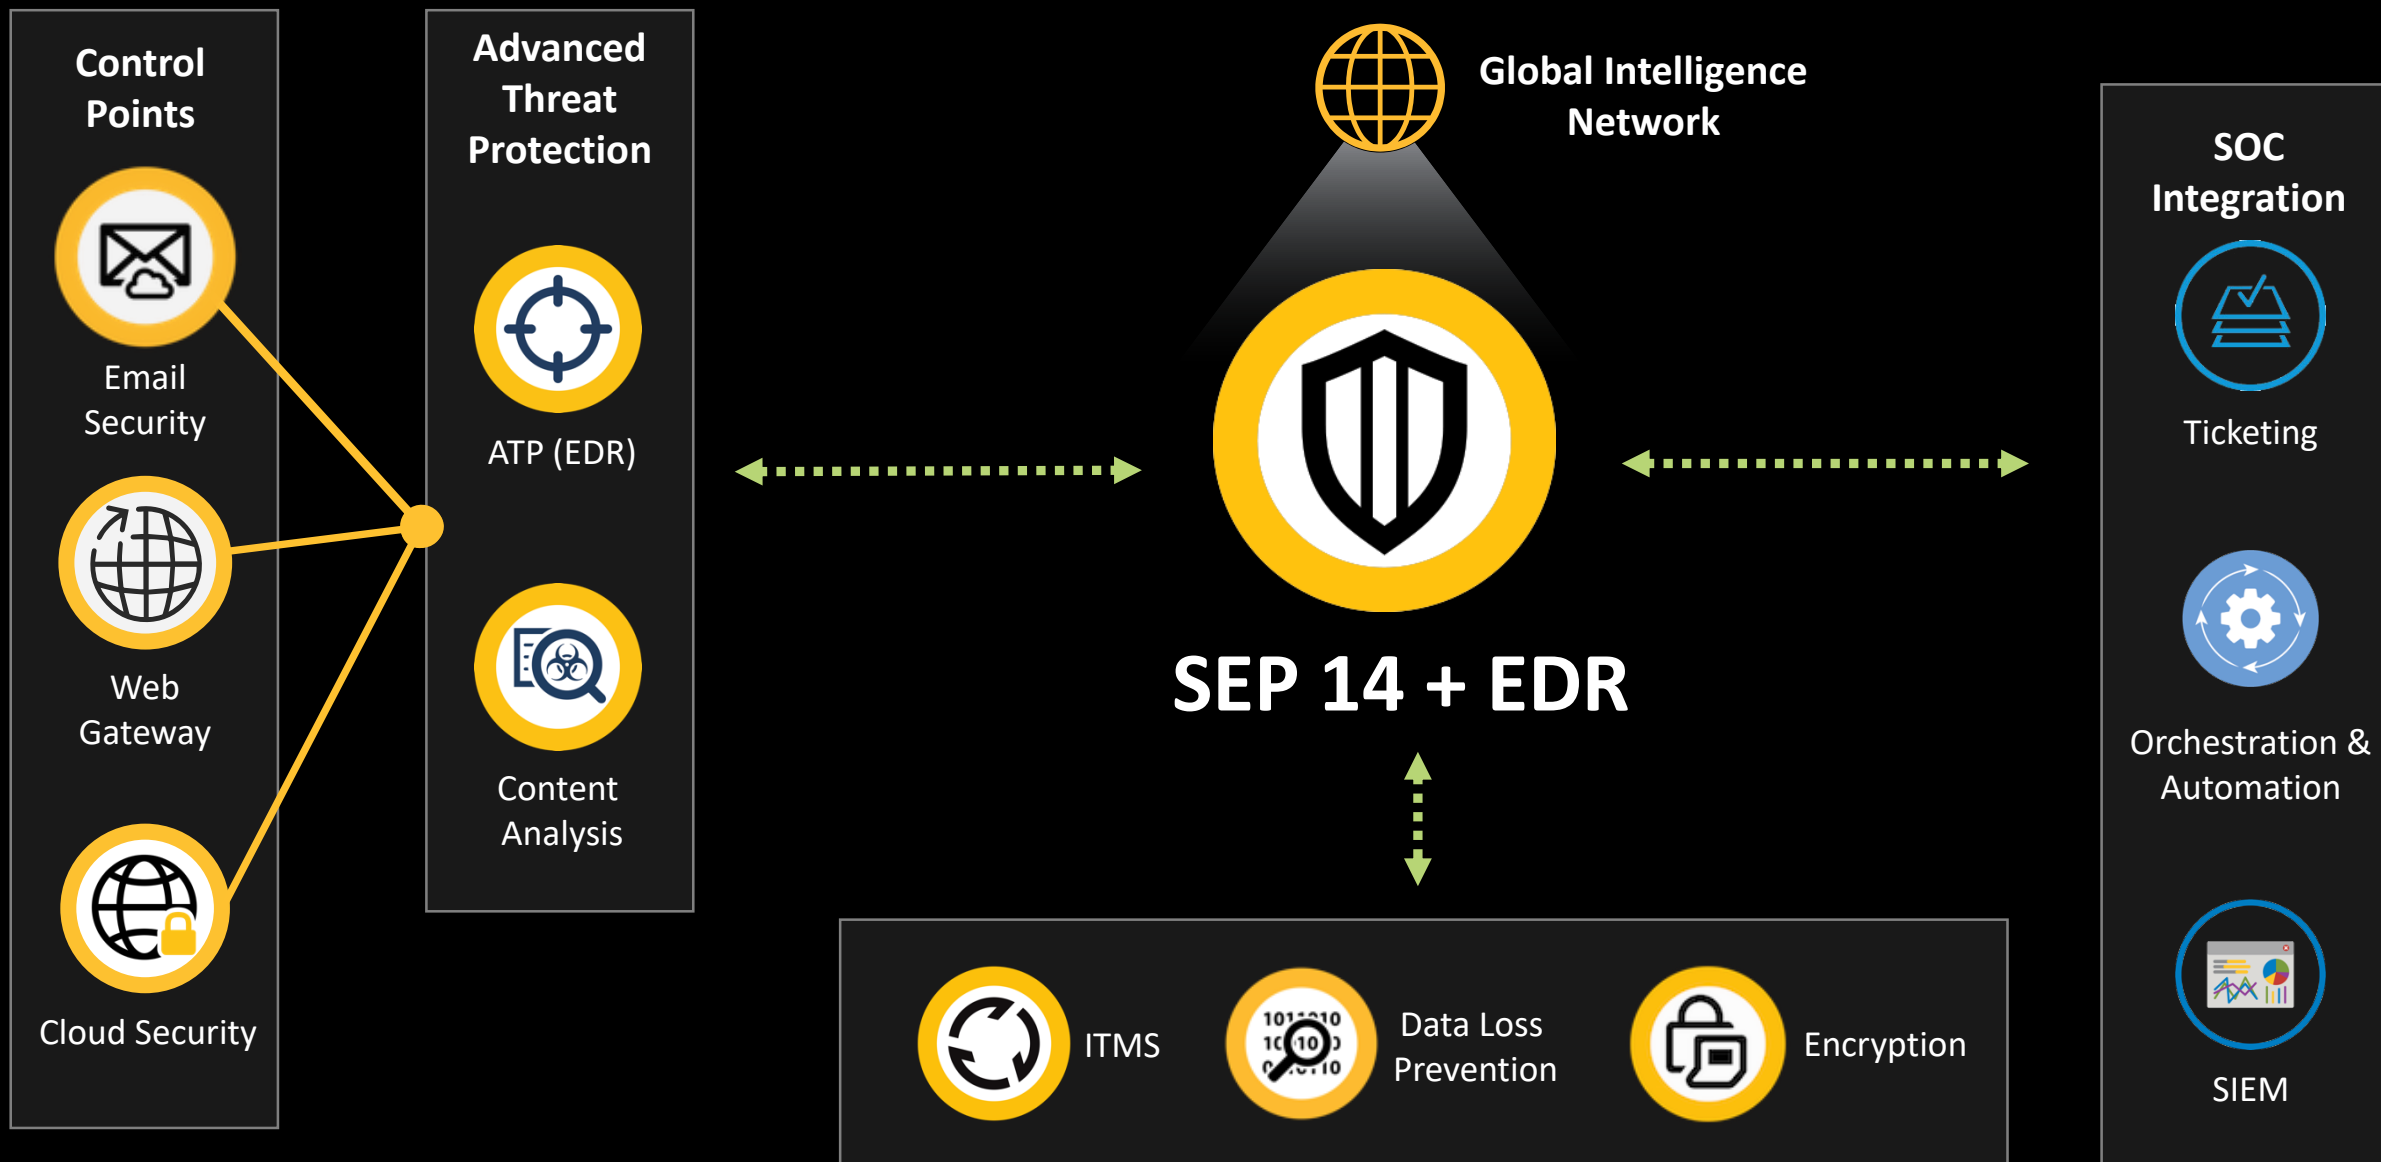 Control
Points
Email
Security
Web
Gateway
Cloud Security
Advanced
Threat
Protection
ATP (EDR)
Content
Analysis
Global Intelligence
Network
SEP 14 + EDR
ITMS
Data Loss
Prevention
Encryption
SOC
Integration
Ticketing
Orchestration &
Automation
SIEM